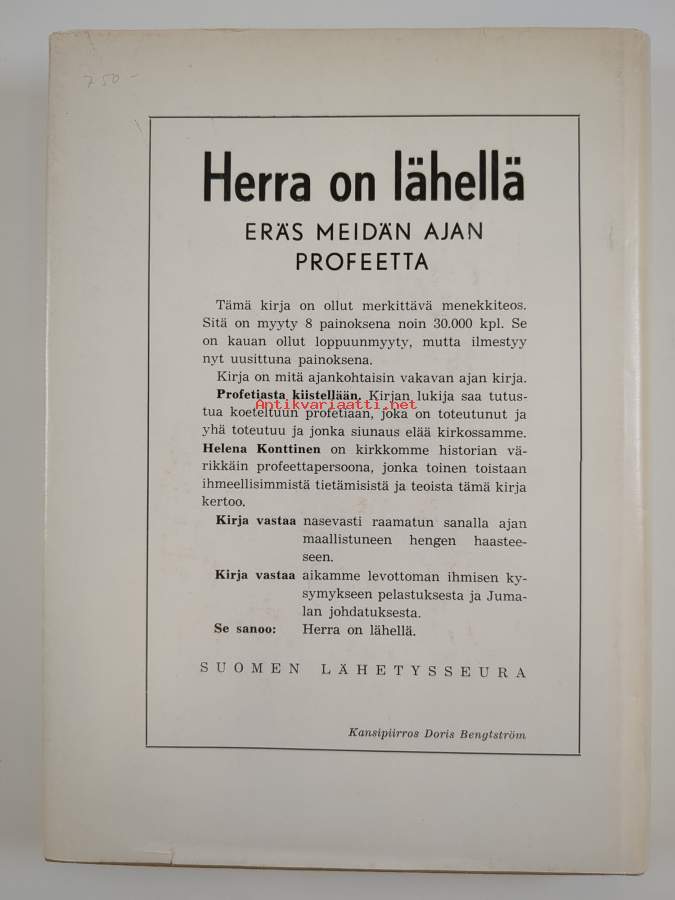 750-
Herra on lähellä
ERÄS MEIDÄN AJAN
PROFEETTA
Tämä kirja on ollut merkittävä menekkiteos.
Sitä on myyty 8 painoksena noin 30.000 kpl. Se
on kauan ollut loppuunmyyty, mutta ilmestyy
nyt uusittuna painoksena.
Kirja on mitä ajankohtaisin vakavan ajan kirja.
Profetiasta kiistellään. Kirjan lukija saa tutus-
Antikvariaatti.net
tua koeteltuun profetiaan, joka on toteutunut ja
yhä toteutuu ja jonka siunaus elää kirkossamme.
Helena Konttinen on kirkkomme historian vä-
rikkäin profeettapersoona, jonka toinen toistaan
ihmeellisimmistä tietämisistä ja teoista tämä kirja
kertoo.
Kirja vastaa nasevasti raamatun sanalla ajan
maallistuneen hengen haastee-
seen.
Kirja vastaa aikamme levottoman ihmisen ky-
symykseen pelastuksesta ja Juma-
lan johdatuksesta.
Se sanoo: Herra on lähellä.
SUOMEN LÄHETYSSEURA
Kansipiirros Doris Bengtström